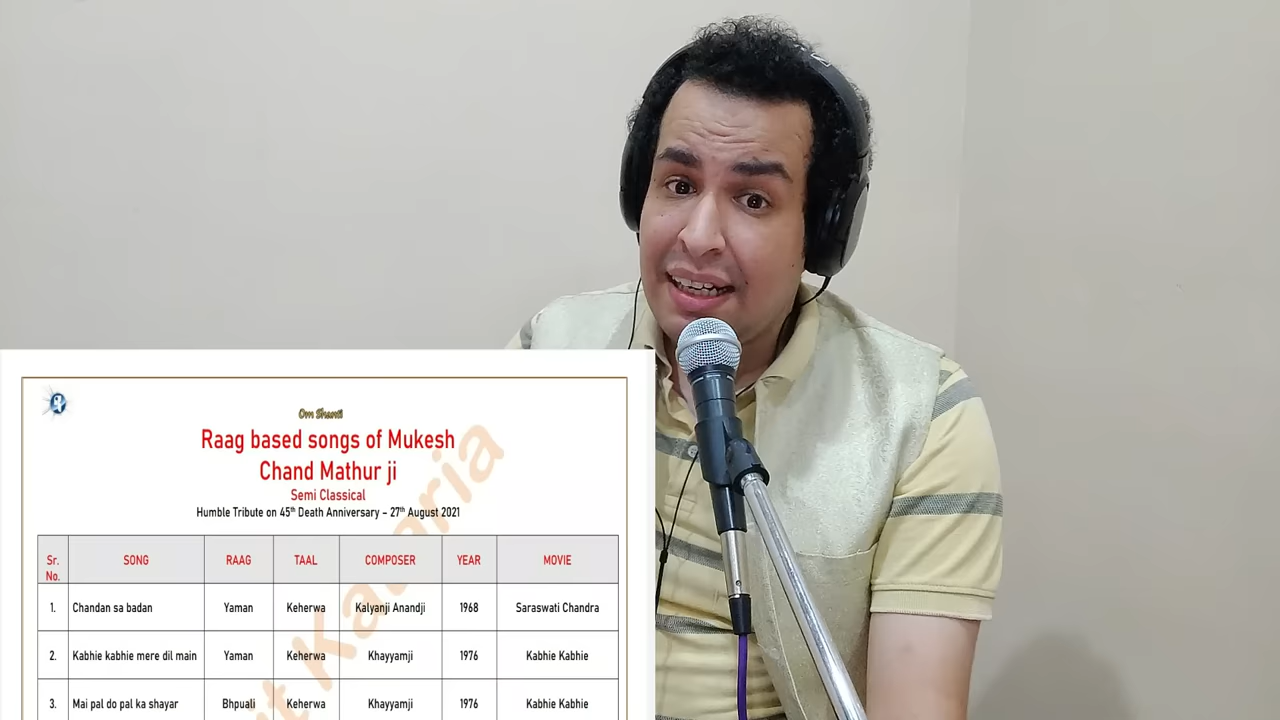 Om Shanti
Raag based songs of Mukesh
Chand Mathur ji
Semi Classical
Humble Tribute on 45th Death Anniversary – 27th August 2021
Sr. No. SONG RAAG TAAL COMPOSER YEAR MOVIE
1. Chandan sa badan Yaman Keherwa Kalyanji Anandji 1968 Saraswati Chandra
2. Kabhie kabhie mere dil main Yaman Keherwa Khayyamji 1976 Kabhie Kabhie
3. Mai pal do pal ka shayar Bhpuali Keherwa Khayyamji 1976 Kabhie Kabhie